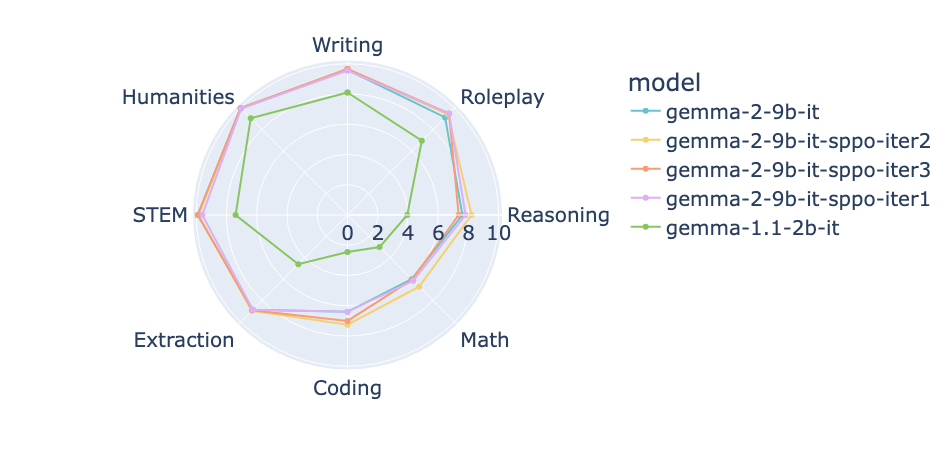 Writing
Humanities
Roleplay
STEM
Reasoning
0 2 4 6 8 10
Extraction
Math
Coding
model
gemma-2-9b-it
gemma-2-9b-it-sppo-iter2
gemma-2-9b-it-sppo-iter3
gemma-2-9b-it-sppo-iter1
gemma-1.1-2b-it